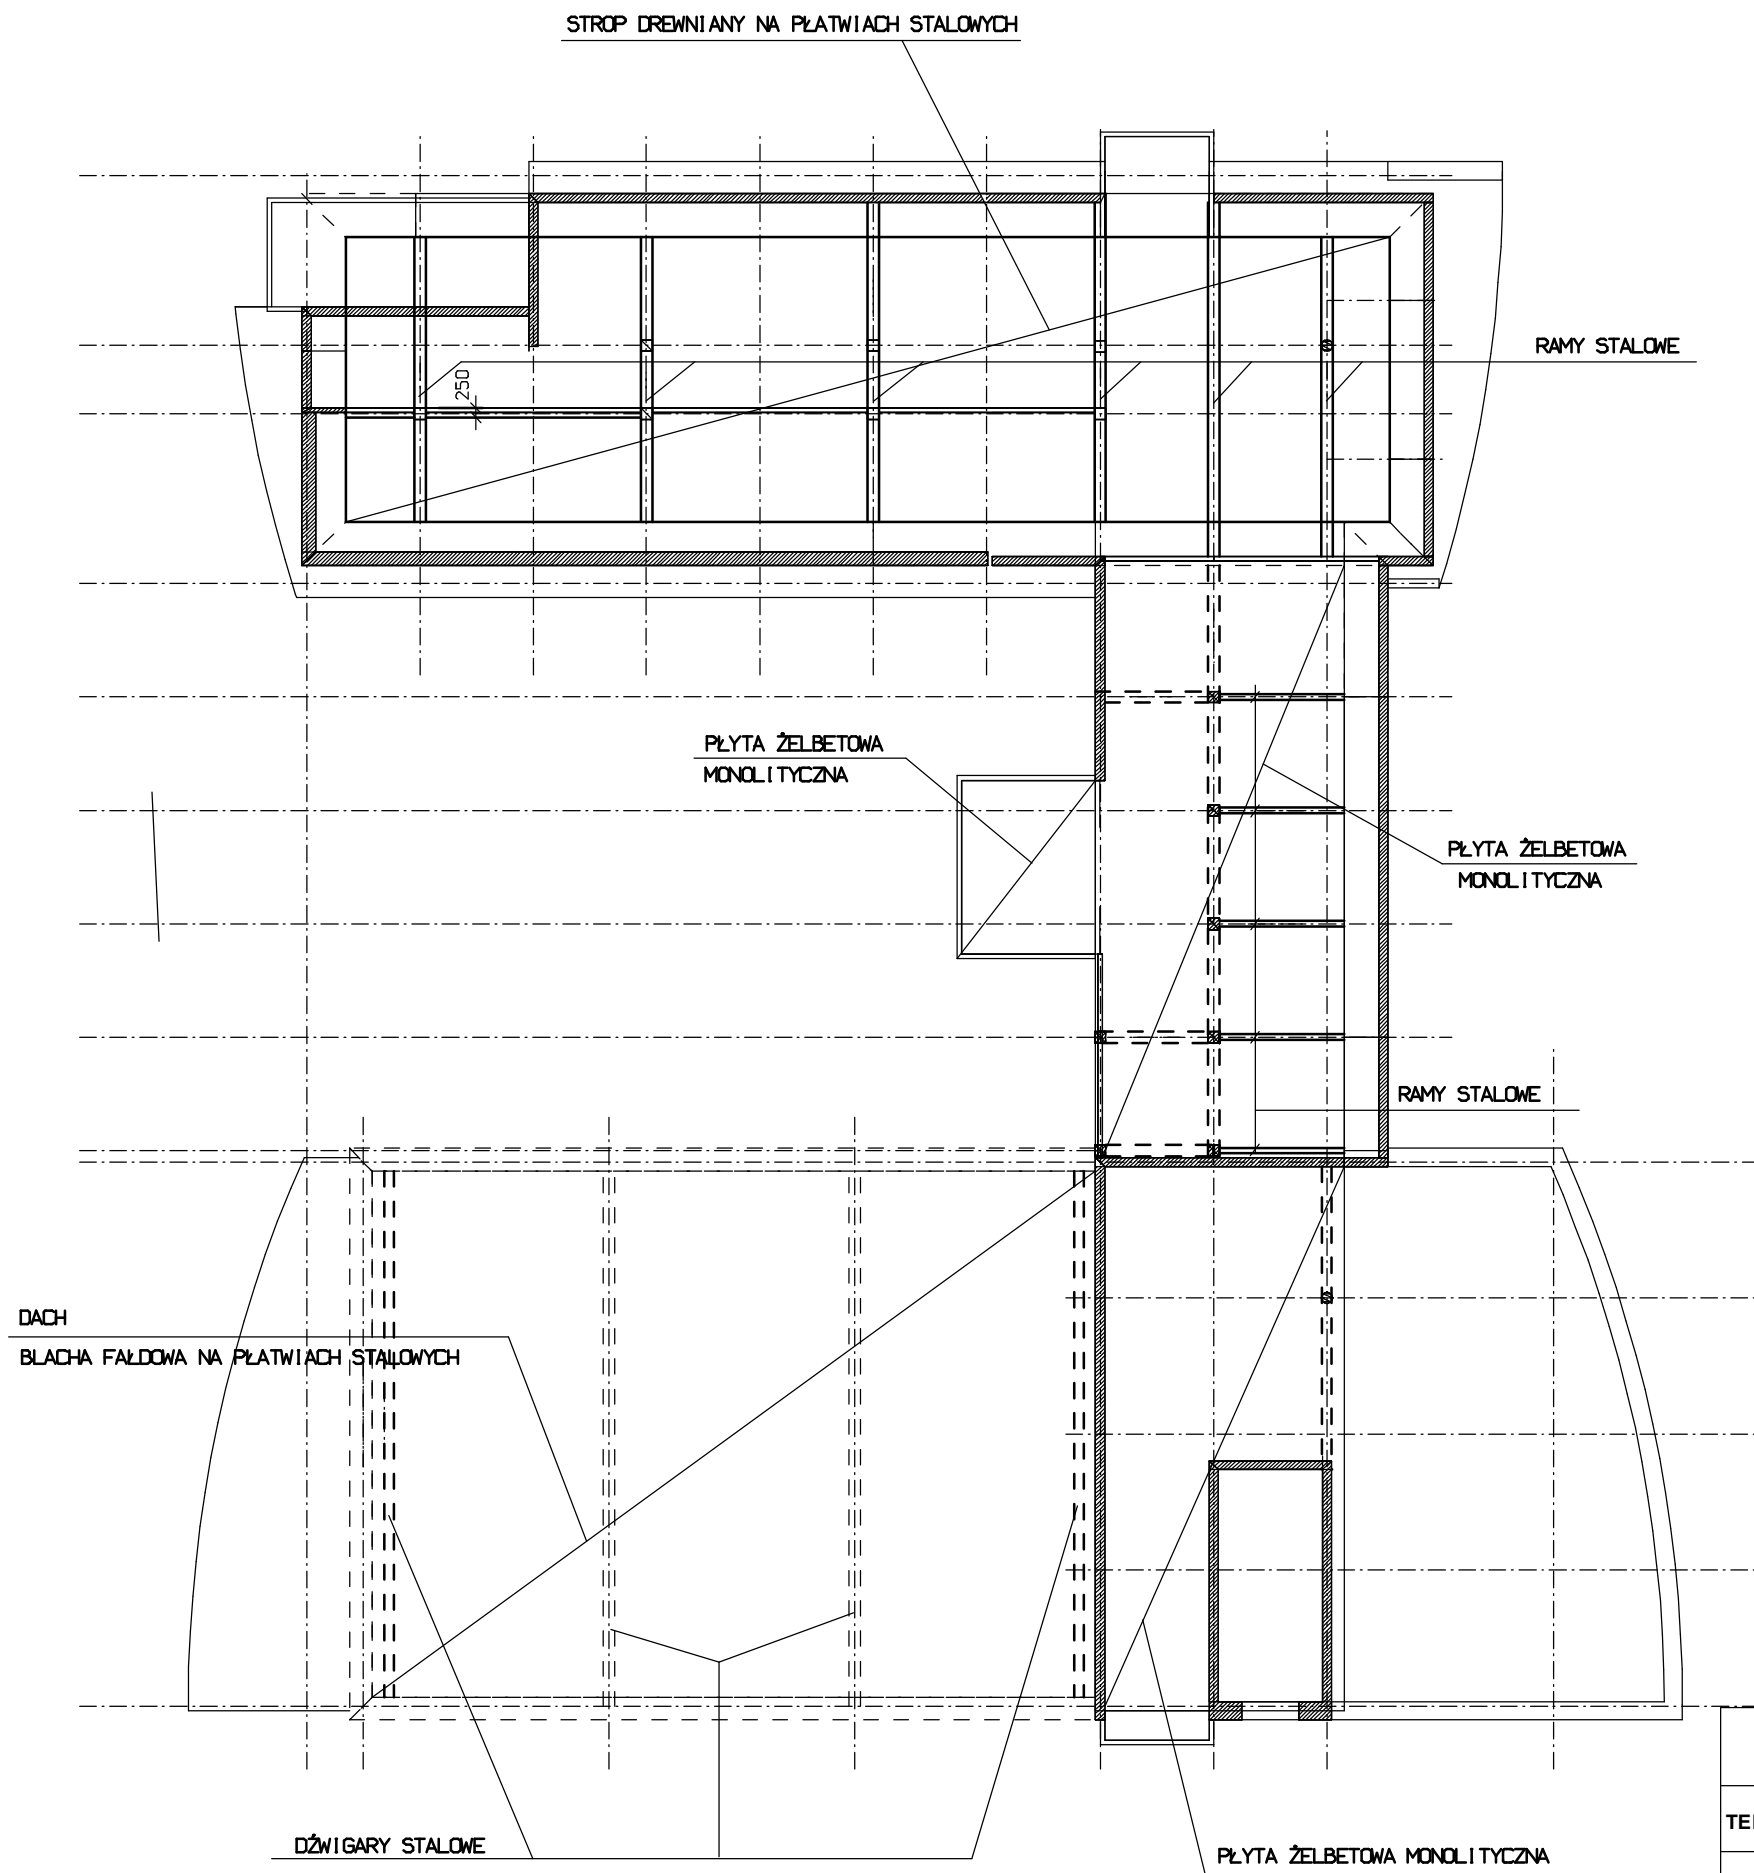 STROP DREWNIANY NA PŁATWIACH STALOWYCH
RAMY STALOWE
250
PŁYTA ŻELBETOWA
MONOLITYCZNA
PŁYTA ŻELBETOWA
MONOLITYCZNA
RAMY STALOWE
DACH
BLACHA FAŁDOWA NA PŁATWIACH STALOWYCH
DŹWIGARY STALOWE
PŁYTA ŻELBETOWA MONOLITYCZNA